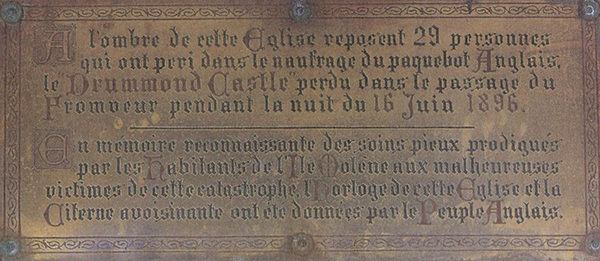 A l'ombre de cette Eglise reposent 29 personnes
qui ont peri dans le naufrage du paquebot Anglais,
le Drummond Castle" perdu dans le passage du
Fromveur pendant la nuit du 16 Juin 1896.
En memoire reconnaissante des soins pieux prodigués
par les habitants de l'Ile Molène aux malheureuses
victimes de cette catastrophe, l'Horloge de cette Eglise et la
Citerne avoisinante ont été données par le Peuple Anglais.